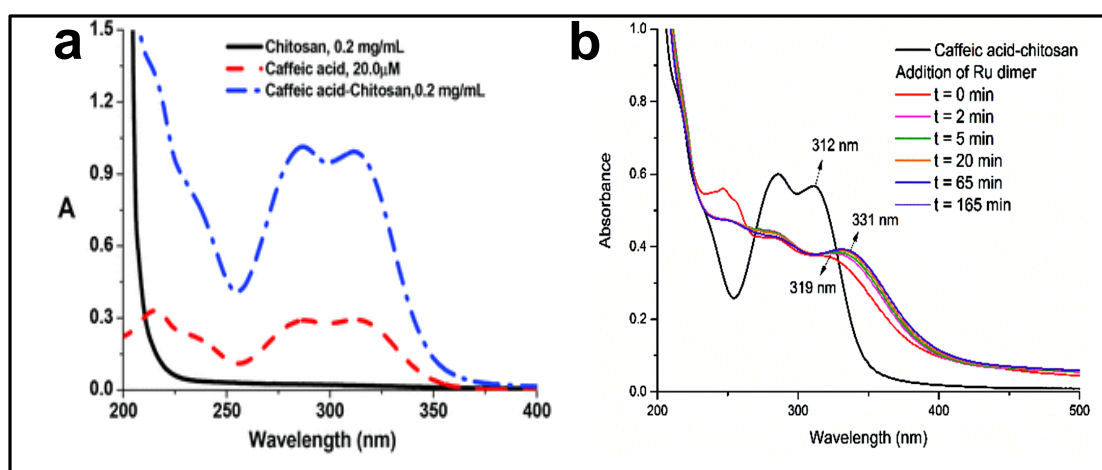 a
1.5
1.2
0.9
0.6
0.3
0.0
A
200
250
300
350
400
Wavelength (nm)
Chitosan, 0.2 mg/mL
Caffeic acid, 20.0μM
Caffeic acid-Chitosan,0.2 mg/mL
b
1.0
0.8
0.6
0.4
0.2
0.0
Absorbance
200
300
400
500
Wavelength (nm)
Caffeic acid-chitosan
Addition of Ru dimer
t = 0 min
t = 2 min
t = 5 min
t = 20 min
t = 65 min
t = 165 min
312 nm
331 nm
319 nm